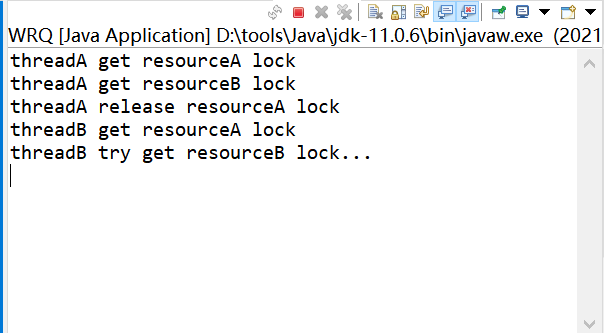 WRQ [Java Application] D:\tools\Java\jdk-11.0.6\bin\javaw.exe (2021
threadA get resourceA lock
threadA get resourceB lock
threadA release resourceA lock
threadB get resourceA lock
threadB try get resourceB lock...